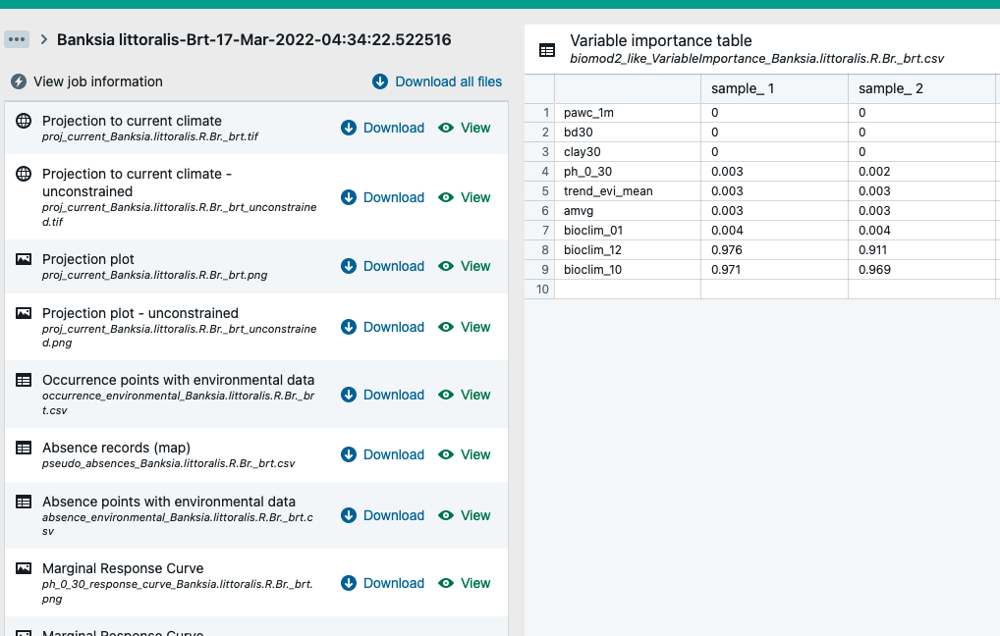 Banksia littoralis-Brt-17-Mar-2022-04:34:22.522516
View job information
Download all files
Projection to current climate
proj_current_Banksia.littoralis.R.Br._brt.tif
Download View
Projection to current climate -
unconstrained
proj_current_Banksia.littoralis.R.Br._brt_unconstraine
d.tif
Download View
Projection plot
proj_current_Banksia.littoralis.R.Br._brt.png
Download View
Projection plot - unconstrained
proj_current_Banksia.littoralis.R.Br._brt_unconstraine
d.png
Download View
Occurrence points with environmental data
occurrence_environmental_Banksia.littoralis.R.Br._br
t.csv
Download View
Absence records (map)
pseudo_absences_Banksia.littoralis.R.Br._brt.csv
Download View
Absence points with environmental data
absence_environmental_Banksia.littoralis.R.Br._brt.c
sv
Download View
Marginal Response Curve
ph_0_30_response_curve_Banksia.littoralis.R.Br._brt.
png
Download View
Marginal Response Curve
Variable importance table
biomod2_like_VariableImportance_Banksia.littoralis.R.Br._brt.csv
sample_ 1 sample_ 2
1 pawc_1m 0 0
2 bd30 0 0
3 clay30 0 0
4 ph_0_30 0.003 0.002
5 trend_evi_mean 0.003 0.003
6 amvg 0.003 0.003
7 bioclim_01 0.004 0.004
8 bioclim_12 0.976 0.911
9 bioclim_10 0.971 0.969
10